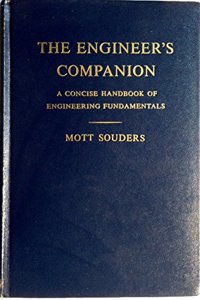 THE ENGINEER'S
COMPANION
A CONCISE HANDBOOK OF
ENGINEERING FUNDAMENTALS
MOTT SOUDERS